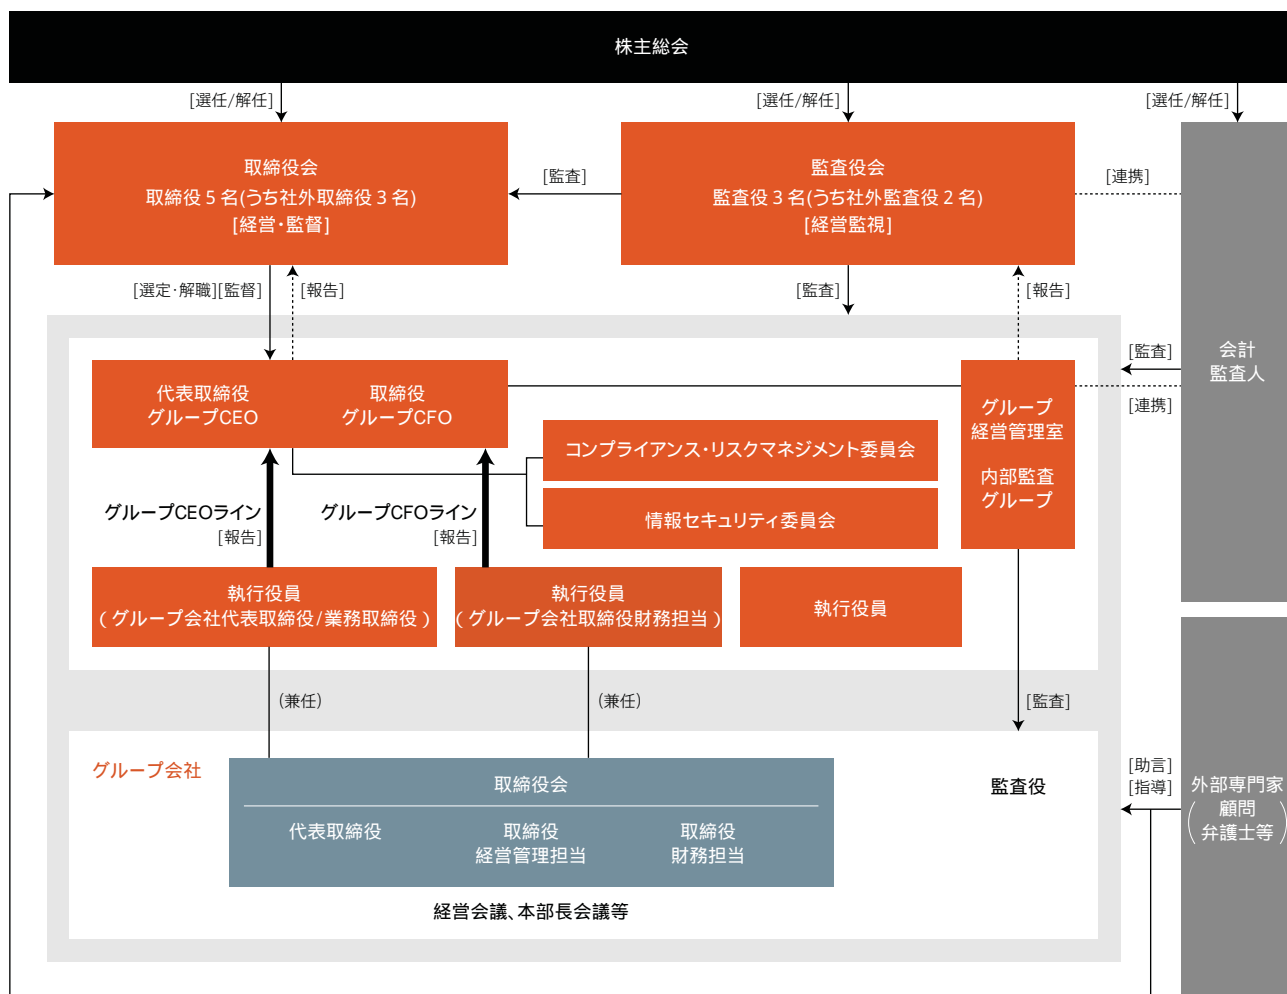 株主総会
[選任/解任]
[選任/解任]
[選任/解任]
取締役会
取締役 5 名(うち社外取締役 3 名)
[経営・監督]
[監査]
監査役会
監査役 3 名(うち社外監査役 2 名)
[経営監視]
[連携]
[選定・解職][監督]
[報告]
[監査]
[報告]
会計
監査人
[監査]
[連携]
代表取締役
グループCEO
取締役
グループCFO
グループ
経営管理室
内部監査
グループ
コンプライアンス・リスクマネジメント委員会
情報セキュリティ委員会
グループCEOライン
[報告]
グループCFOライン
[報告]
執行役員
(グループ会社代表取締役/業務取締役)
執行役員
(グループ会社取締役財務担当)
執行役員
(兼任)
(兼任)
[監査]
グループ会社
取締役会
代表取締役
取締役
経営管理担当
取締役
財務担当
監査役
経営会議、本部長会議等
[助言]
[指導]
外部専門家
(顧問
弁護士等)